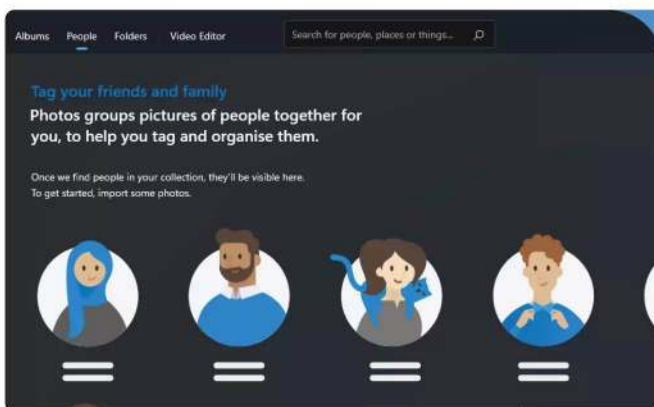 Albums People Folders Video Editor Search for people, places or things...
Tag your friends and family
Photos groups pictures of people together for
you, to help you tag and organise them.
Once we find people in your collection, they'll be visible here.
To get started, import some photos.